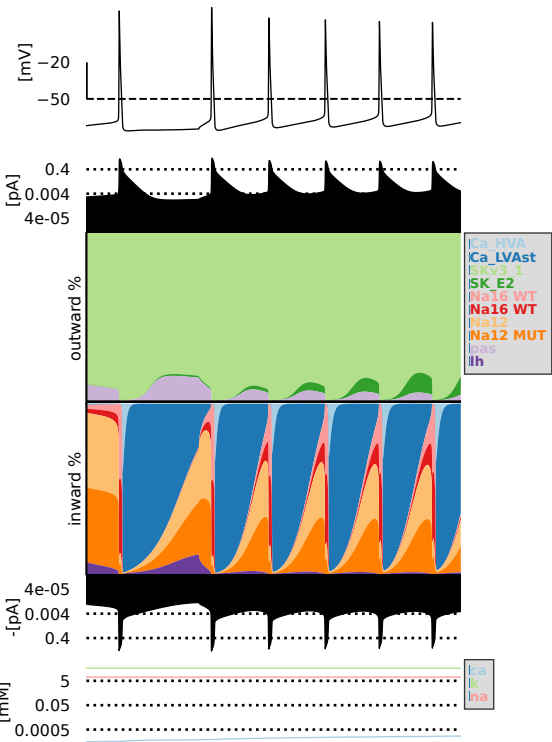 [mV]
−20
−50
[pA]
0.4
0.004
4e-05
outward %
Ca_HVA
Ca_LVAst
SKv3_1
SK_E2
Na16 WT
Na16 WT
Na12
Na12 MUT
pas
Ih
inward %
-[pA]
4e-05
0.004
0.4
[mM]
5
0.05
0.0005
ca
k
na